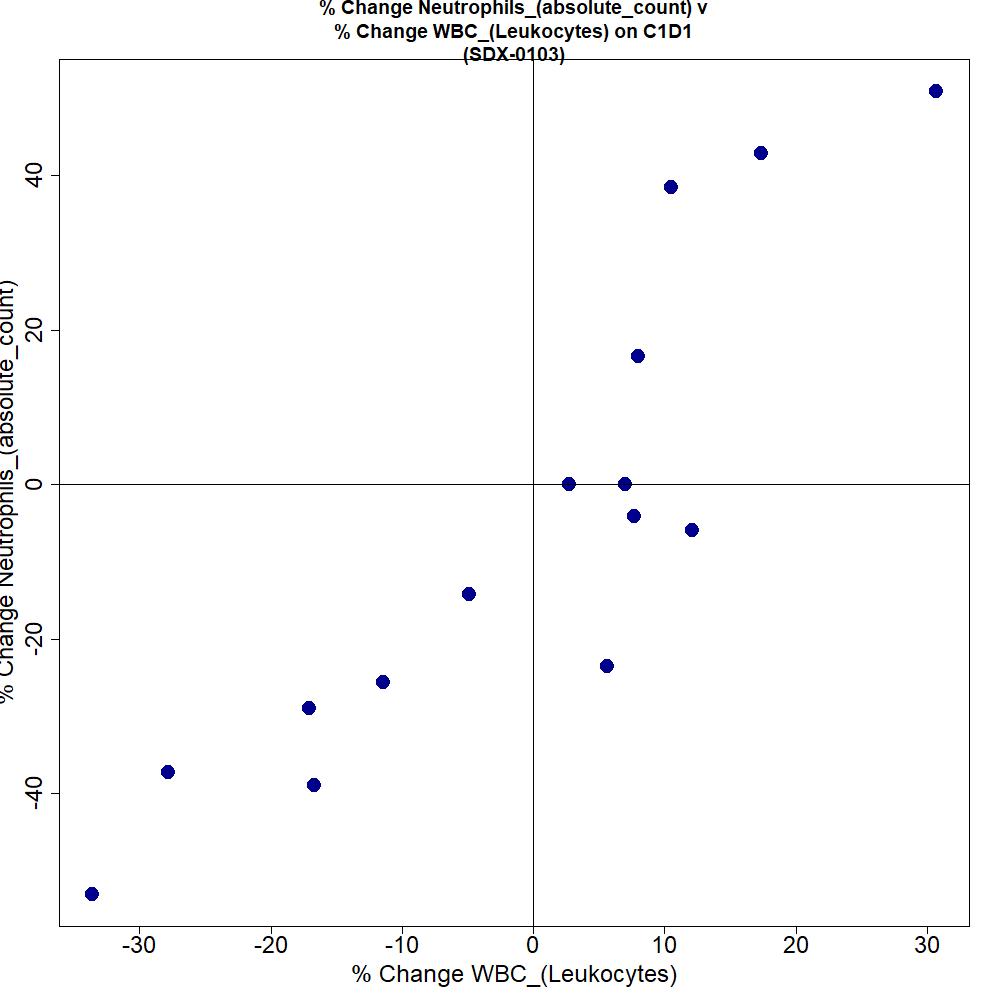 % Change Neutrophils_(absolute_count) v
% Change WBC_(Leukocytes) on C1D1
(SDX-0103)
% Change Neutrophils_(absolute_count)
40
20
0
-20
-40
-30
-20
-10
0
10
20
30
% Change WBC_(Leukocytes)